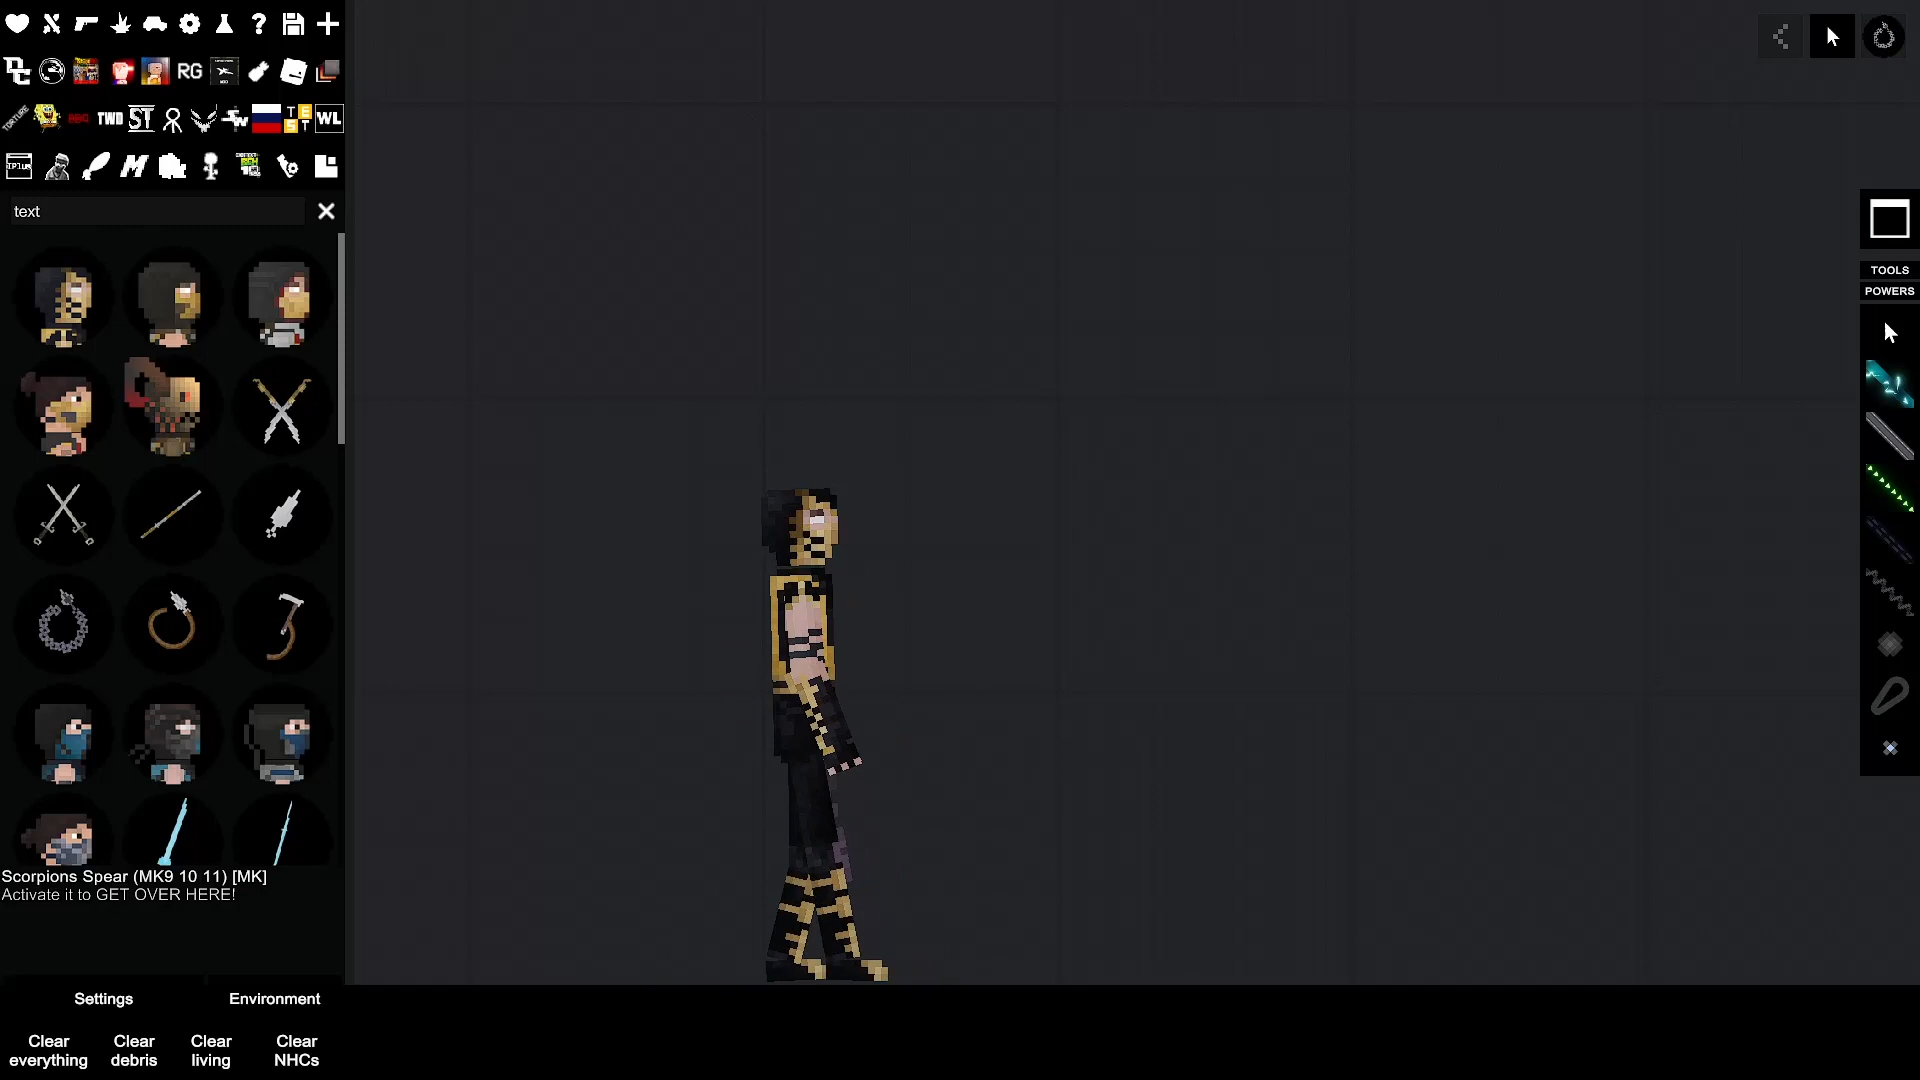 RG
TORTURE
TWD
ST
T E
S T
WL
text
TOOLS
POWERS
Scorpions Spear (MK9 10 11) [MK]
Activate it to GET OVER HERE!
Settings
Environment
Clear everything
Clear debris
Clear living
Clear NHCs